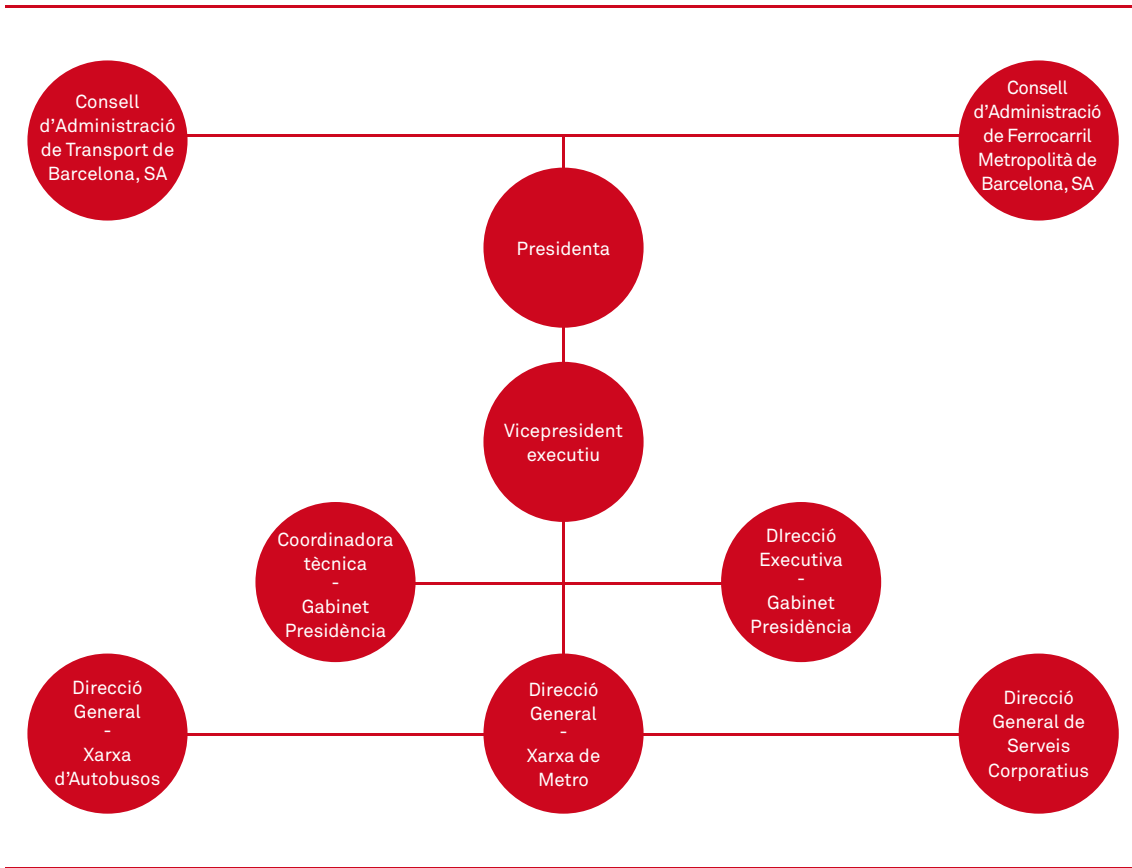 Consell
d’Administració
de Transport de
Barcelona, SA
Consell
d’Administració
de Ferrocarril
Metropolità de
Barcelona, SA
Presidenta
Vicepresident
executiu
Coordinadora
tècnica
-
Gabinet
Presidència
DIrecció
Executiva
-
Gabinet
Presidència
Direcció
General
-
Xarxa
d’Autobusos
Direcció
General
-
Xarxa de
Metro
Direcció
General de
Serveis
Corporatius